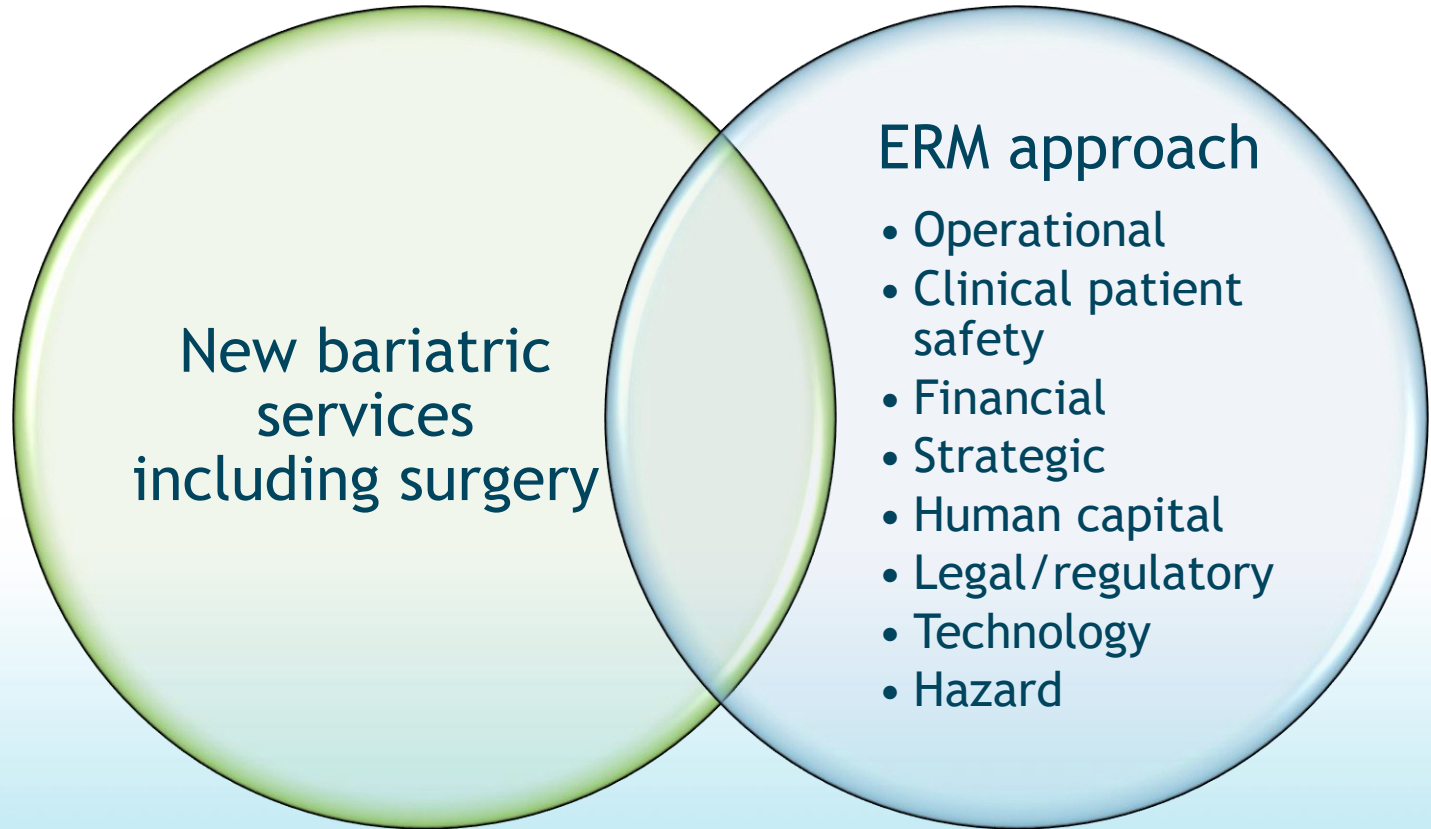 New bariatric
services
including surgery
ERM approach
• Operational
• Clinical patient
safety
• Financial
• Strategic
• Human capital
• Legal/regulatory
• Technology
• Hazard